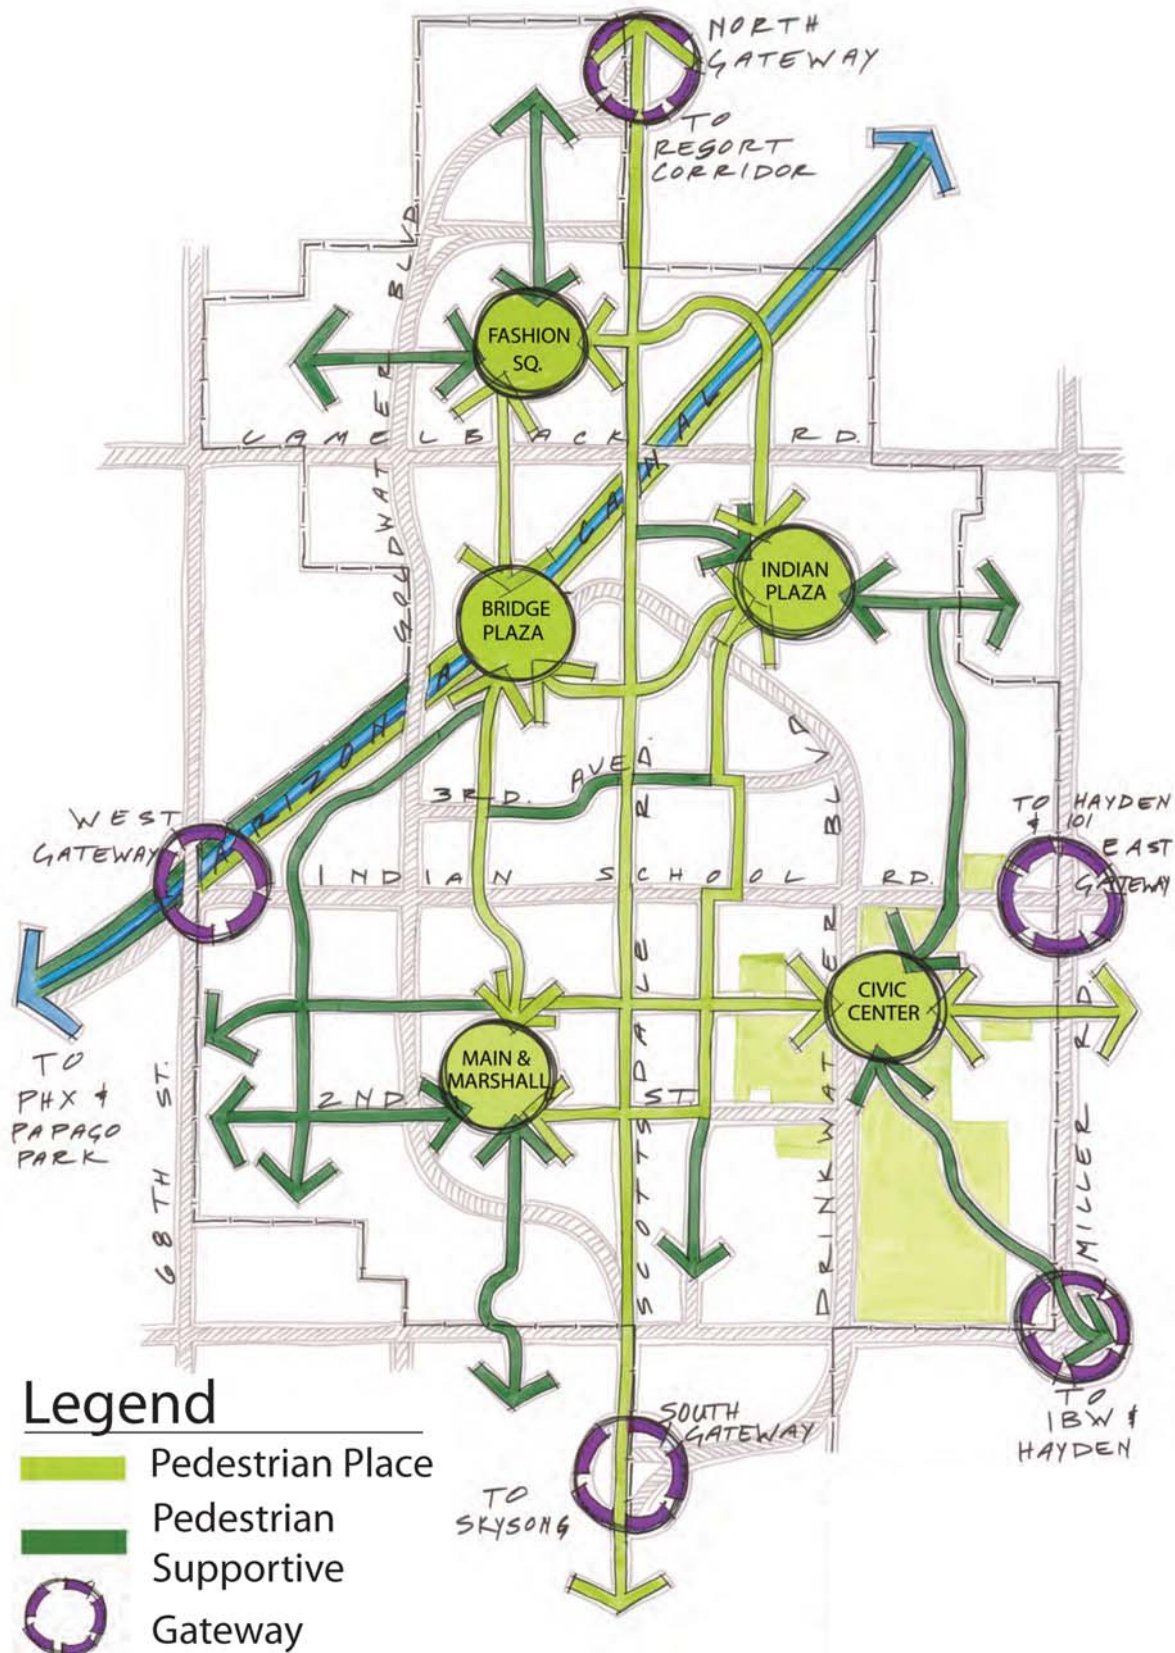 NORTH
GATEWAY
TO
RESORT
CORRIDOR
GOLDWATER BLVD
FASHION
SQ.
CAMELBACK RD.
ARIZONA CANAL
INDIAN
PLAZA
BRIDGE
PLAZA
3RD. AVE.
WEST
GATEWAY
TO HAYDEN
& 101
EAST
GATEWAY
INDIAN SCHOOL RD.
CIVIC
CENTER
MAIN &
MARSHALL
2ND. ST.
TO
PHX &
PAPAGO
PARK
68TH ST.
SCOTTSDALE RD.
DRINKWATER BLVD
MILLER RD.
TO
IBW &
HAYDEN
SOUTH
GATEWAY
TO
SKYSONG
Legend
Pedestrian Place
Pedestrian
Supportive
Gateway